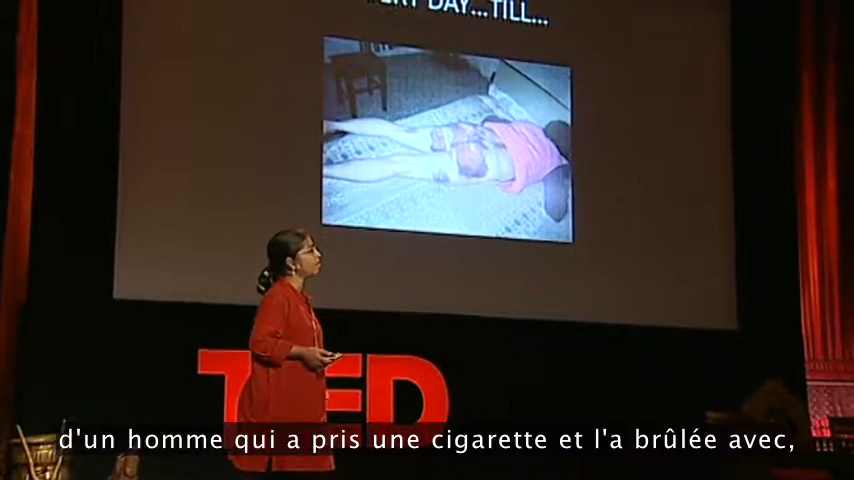 DAY...TILL...
TED
d'un homme qui a pris une cigarette et l'a brûlée avec,